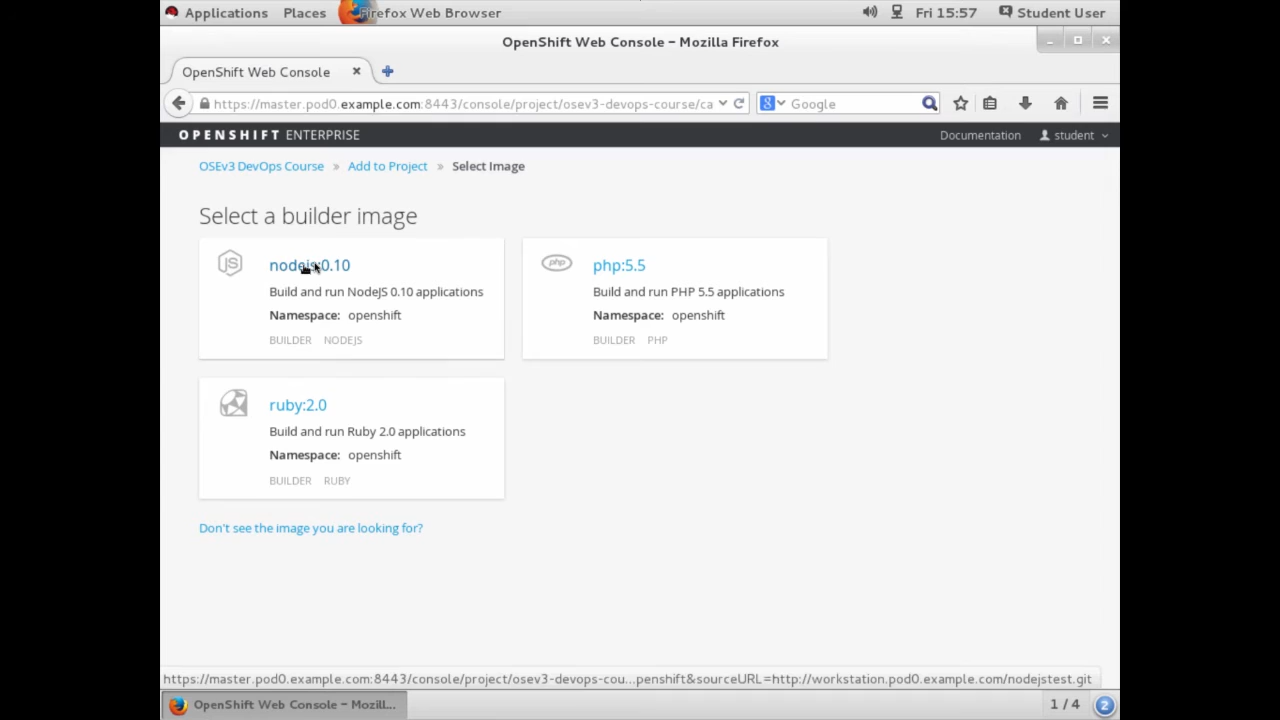 Applications Places Firefox Web Browser Fri 15:57 Student User
OpenShift Web Console – Mozilla Firefox
OpenShift Web Console
https://master.pod0.example.com:8443/console/project/osev3-devops-course/ca Google
OPENSHIFT ENTERPRISE Documentation student
OSEv3 DevOps Course » Add to Project » Select Image
Select a builder image
JS nodejs:0.10
Build and run NodeJS 0.10 applications
Namespace: openshift
BUILDER NODEJS
php php:5.5
Build and run PHP 5.5 applications
Namespace: openshift
BUILDER PHP
ruby:2.0
Build and run Ruby 2.0 applications
Namespace: openshift
BUILDER RUBY
Don't see the image you are looking for?
https://master.pod0.example.com:8443/console/project/osev3-devops-cou...penshift&sourceURL=http://workstation.pod0.example.com/nodejstest.git
OpenShift Web Console – Mozill... 1 / 4 2